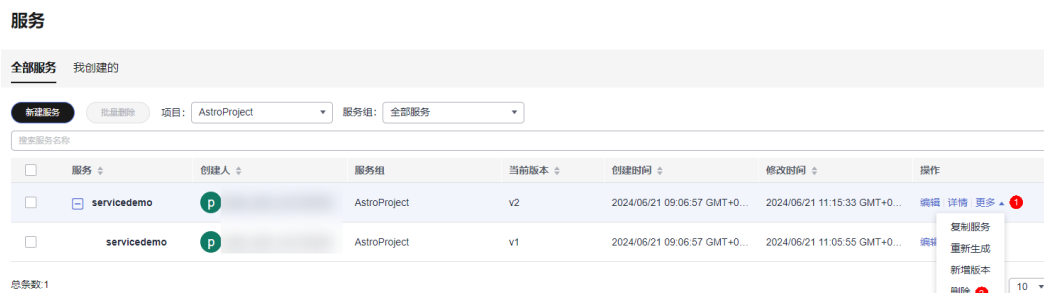 服务
全部服务 我创建的
新建服务 批量删除 项目: AstroProject 服务组: 全部服务
搜索服务名称
服务 创建人 服务组 当前版本 创建时间 修改时间 操作
servicedemo p AstroProject v2 2024/06/21 09:06:57 GMT+0... 2024/06/21 11:15:33 GMT+0... 编辑 详情 更多 1
复制服务
servicedemo p AstroProject v1 2024/06/21 09:06:57 GMT+0... 2024/06/21 11:05:55 GMT+0... 编辑
重新生成
新增版本
总条数:1 删除 2 10